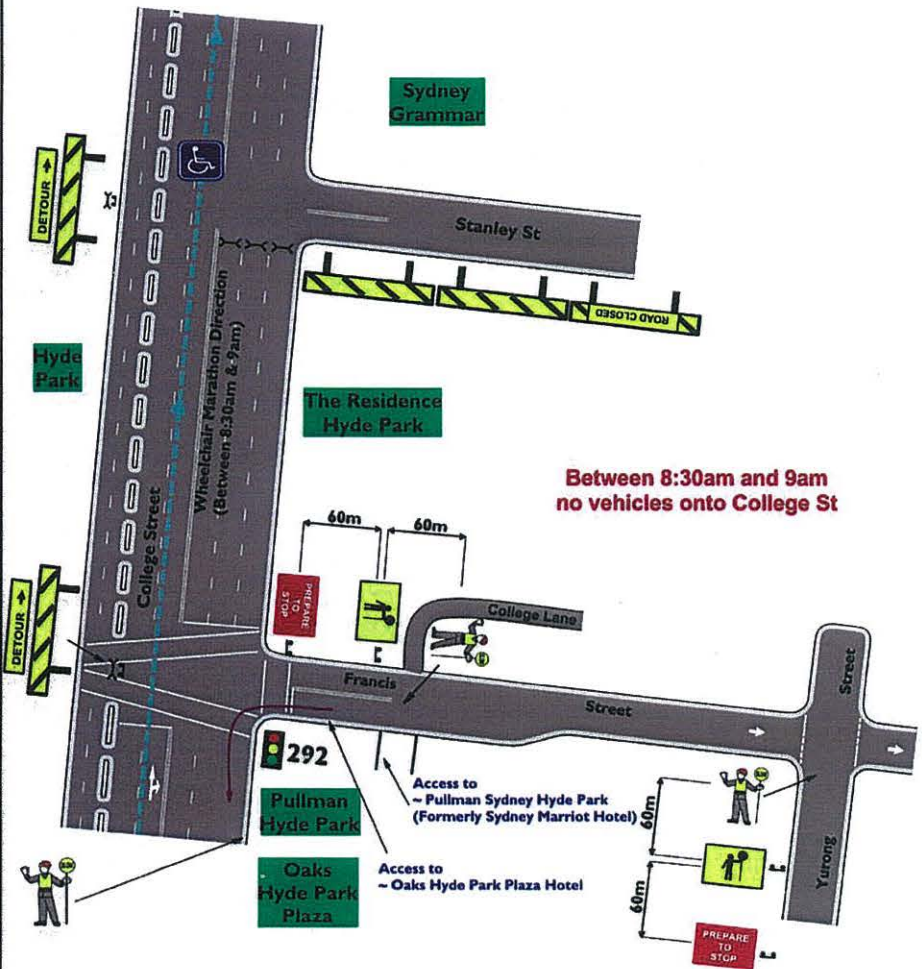 Sydney
Grammar
DETOUR →
Stanley St
ROAD CLOSED
Hyde
Park
College Street
Wheelchair Marathon Direction
(Between 8:30am & 9am)
The Residence
Hyde Park
Between 8:30am and 9am
no vehicles onto College St
60m
60m
PREPARE
TO
STOP
College Lane
DETOUR →
Francis
Street
Street
292
Access to
~ Pullman Sydney Hyde Park
(Formerly Sydney Marriot Hotel)
Pullman
Hyde Park
Access to
~ Oaks Hyde Park Plaza Hotel
Oaks
Hyde Park
Plaza
60m
60m
Yurong
PREPARE
TO
STOP